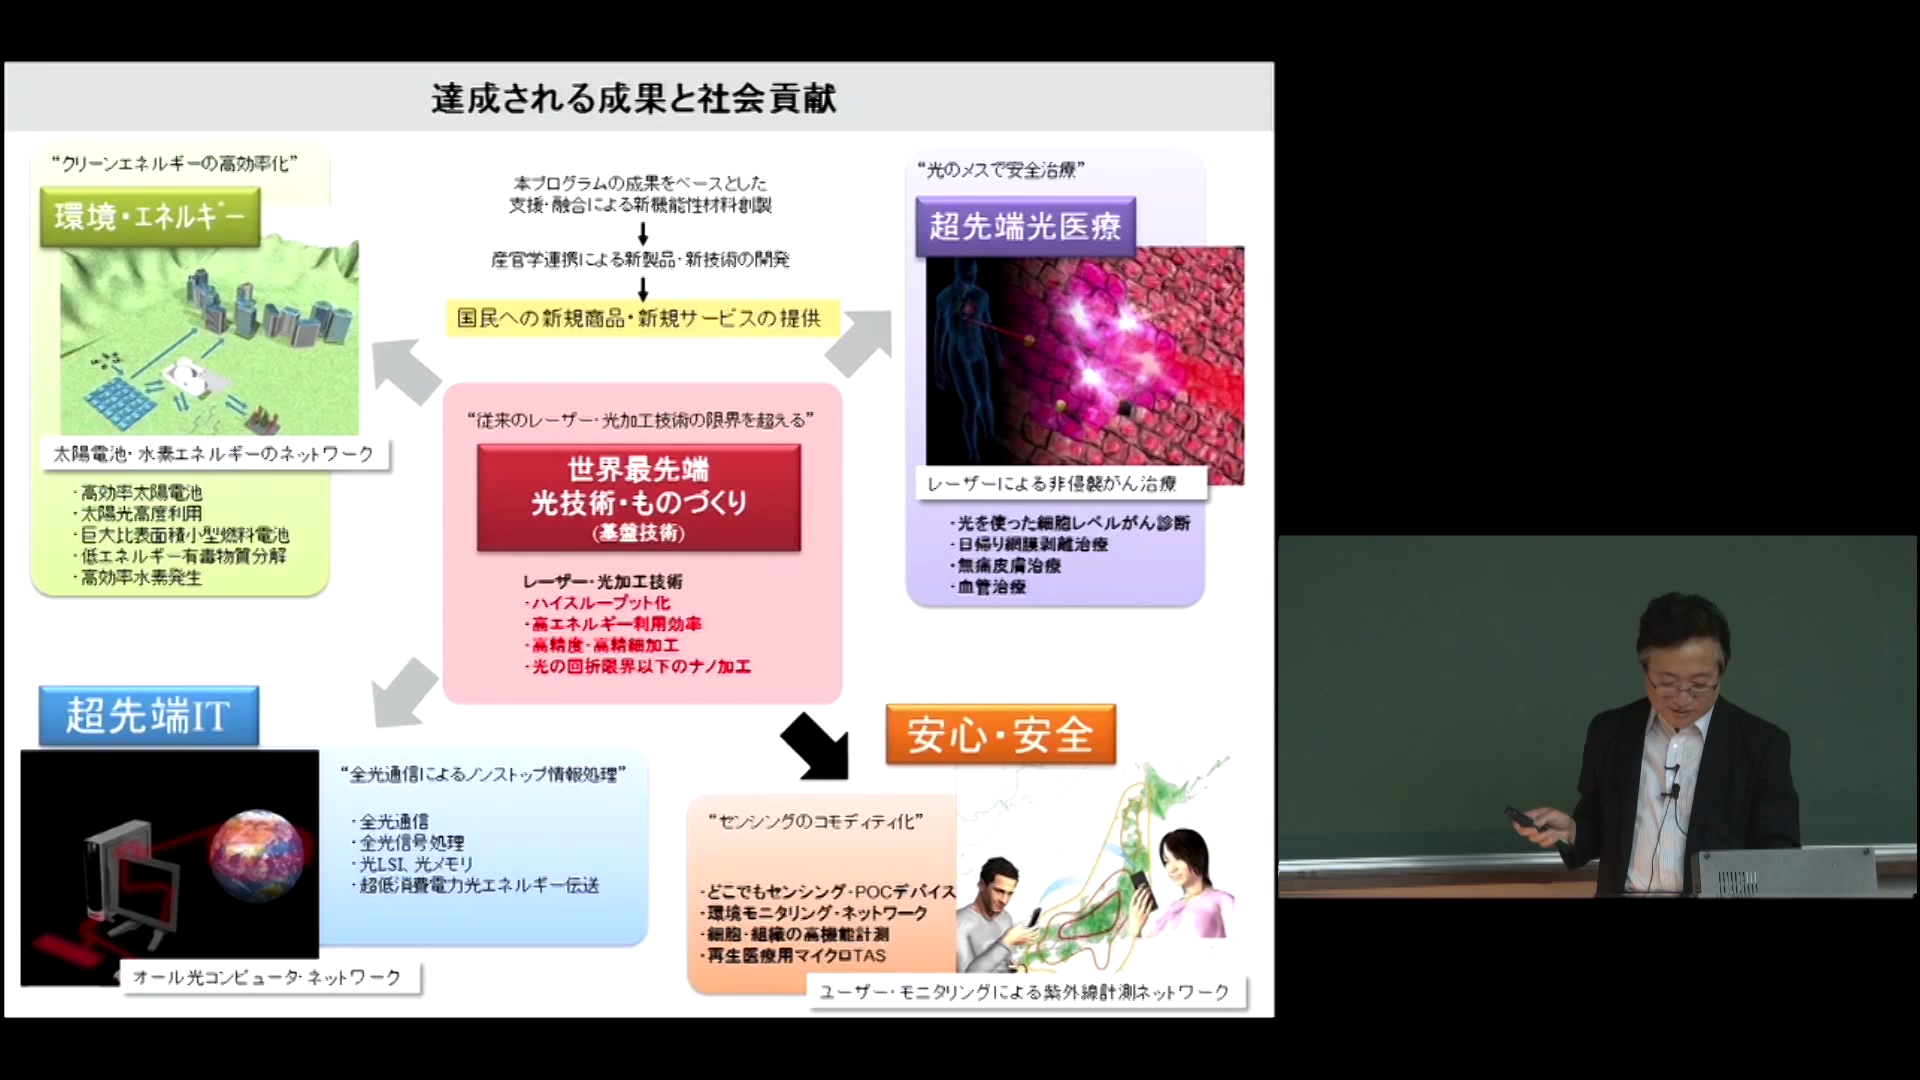 達成される成果と社会貢献
“クリーンエネルギーの高効率化”
環境・エネルギー
太陽電池・水素エネルギーのネットワーク
・高効率太陽電池
・太陽光高度利用
・巨大比表面積小型燃料電池
・低エネルギー有毒物質分解
・高効率水素発生
本プログラムの成果をベースとした
支援・融合による新機能性材料創製
産官学連携による新製品・新技術の開発
国民への新規商品・新規サービスの提供
“光のメスで安全治療”
超先端光医療
レーザーによる非侵襲がん治療
・光を使った細胞レベルがん診断
・日帰り網膜剥離治療
・無痛皮膚治療
・血管治療
“従来のレーザー・光加工技術の限界を超える”
世界最先端
光技術・ものづくり
(基盤技術)
レーザー・光加工技術
・ハイスループット化
・高エネルギー利用効率
・高精度・高精細加工
・光の回折限界以下のナノ加工
超先端IT
“全光通信によるノンストップ情報処理”
・全光通信
・全光信号処理
・光LSI、光メモリ
・超低消費電力光エネルギー伝送
オール光コンピュータ・ネットワーク
安心・安全
“センシングのコモディティ化”
・どこでもセンシング・POCデバイス
・環境モニタリング・ネットワーク
・細胞・組織の高機能計測
・再生医療用マイクロTAS
ユーザー・モニタリングによる紫外線計測ネットワーク